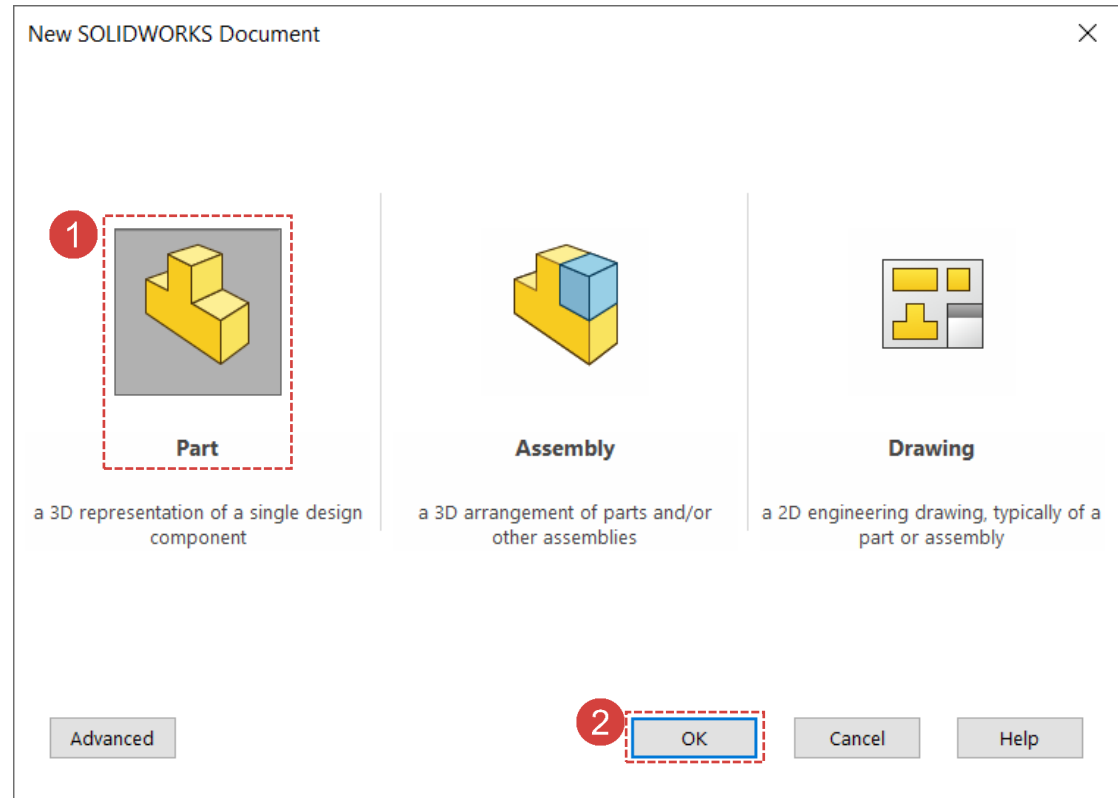 New SOLIDWORKS Document
1
Part
a 3D representation of a single design
component
Assembly
a 3D arrangement of parts and/or
other assemblies
Drawing
a 2D engineering drawing, typically of a
part or assembly
Advanced
2
OK
Cancel
Help